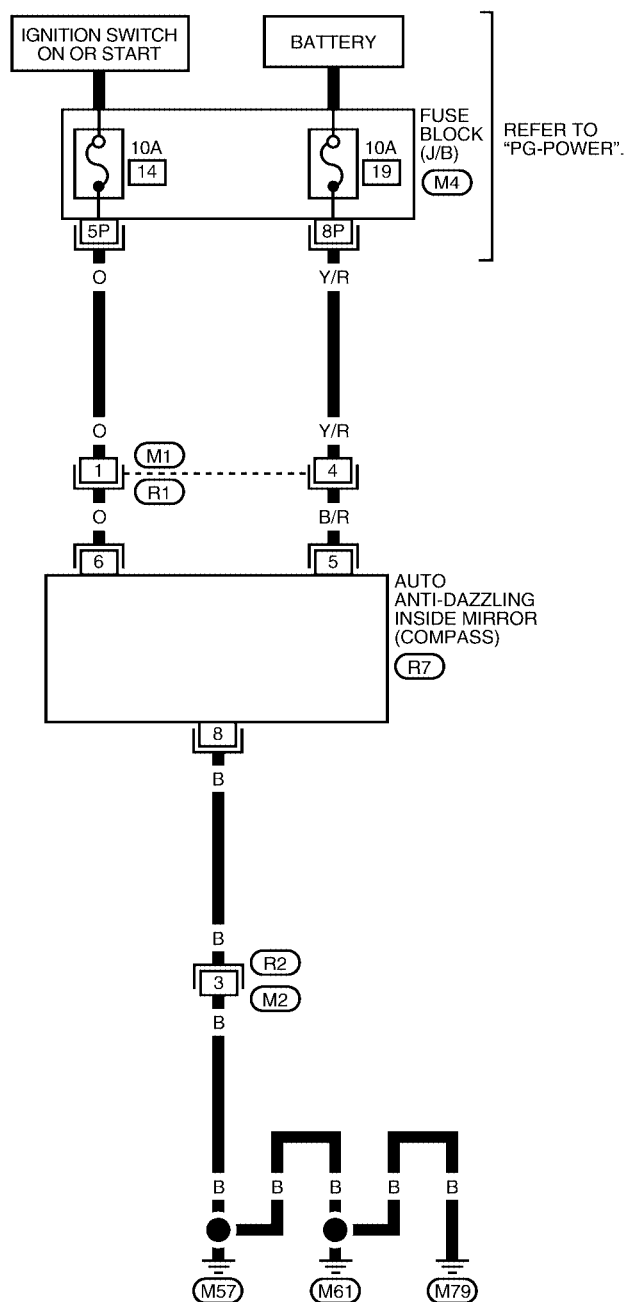 IGNITION SWITCH
ON OR START
BATTERY
FUSE
BLOCK
(J/B)
M4
REFER TO
"PG-POWER".
10A
14
10A
19
5P
8P
O
Y/R
O
Y/R
1
M1
R1
4
O
B/R
6
5
AUTO
ANTI-DAZZLING
INSIDE MIRROR
(COMPASS)
R7
8
B
B
R2
3
M2
B
B
B
B
B
B
M57
M61
M79